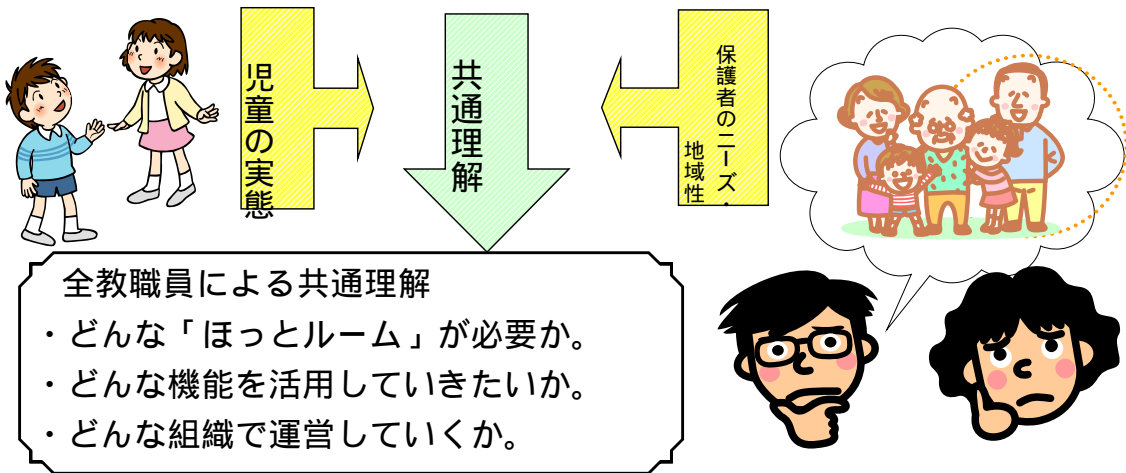 児童の実態
共通理解
保護者のニーズ・
地域性
全教職員による共通理解
・どんな「ほっとルーム」が必要か。
・どんな機能を活用していきたいか。
・どんな組織で運営していくか。